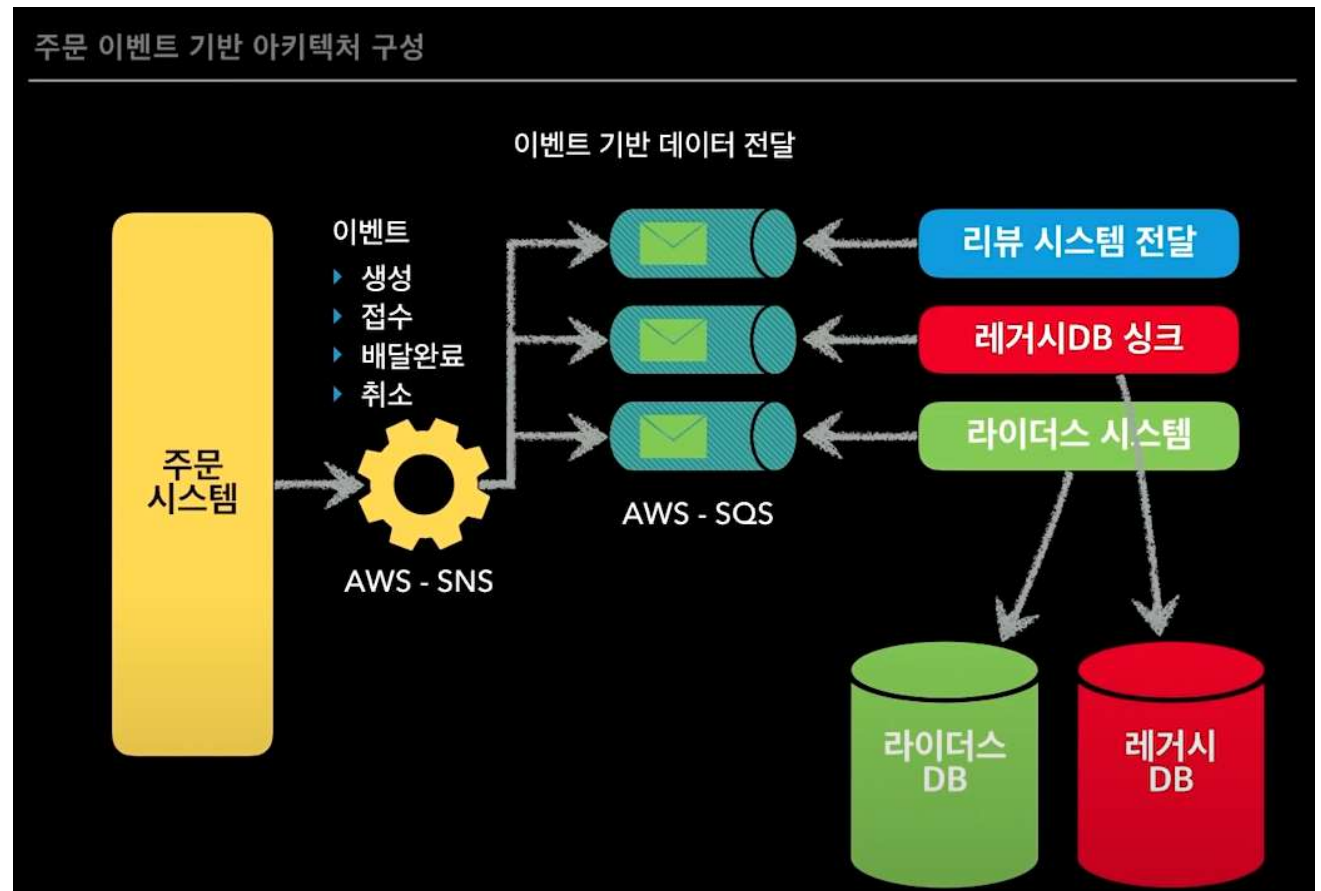 주문 이벤트 기반 아키텍처 구성
이벤트 기반 데이터 전달
이벤트
생성
접수
배달완료
취소
주문
시스템
AWS - SNS
AWS - SQS
리뷰 시스템 전달
레거시DB 싱크
라이더스 시스템
라이더스
DB
레거시
DB